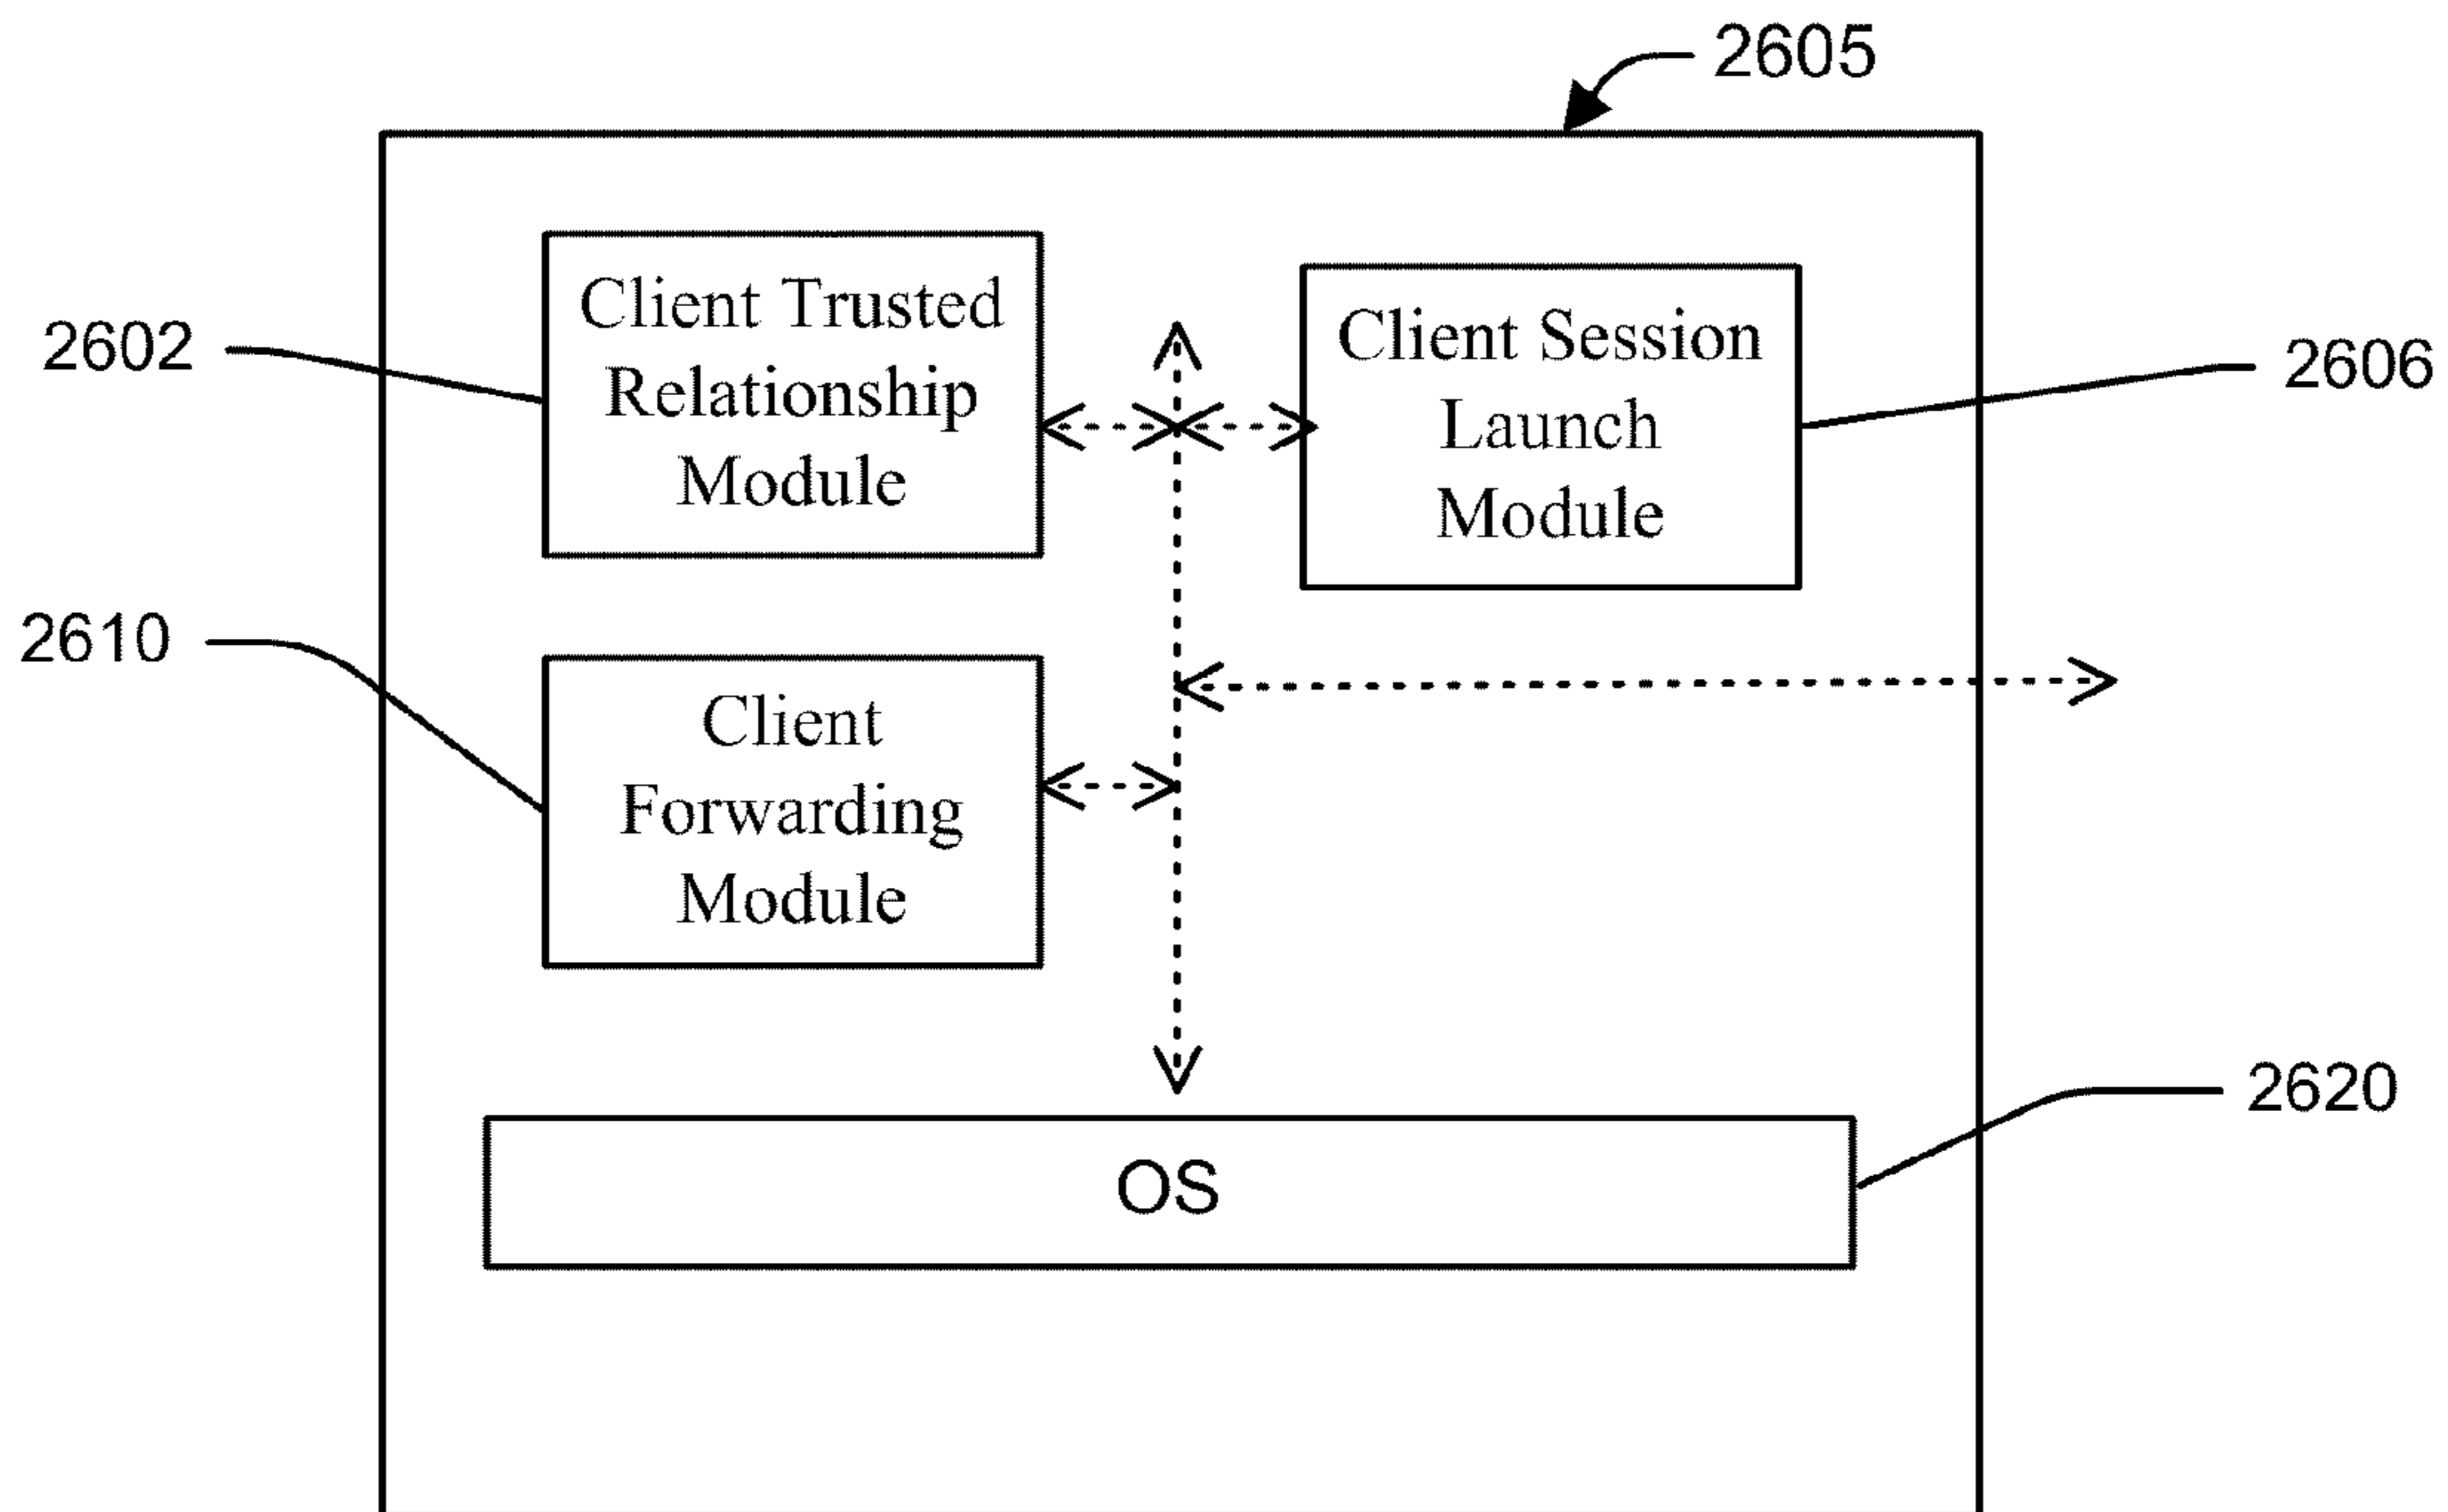 2605
Client Trusted
Relationship
Module
2602
Client Session
Launch
Module
2606
2610
Client
Forwarding
Module
OS
2620